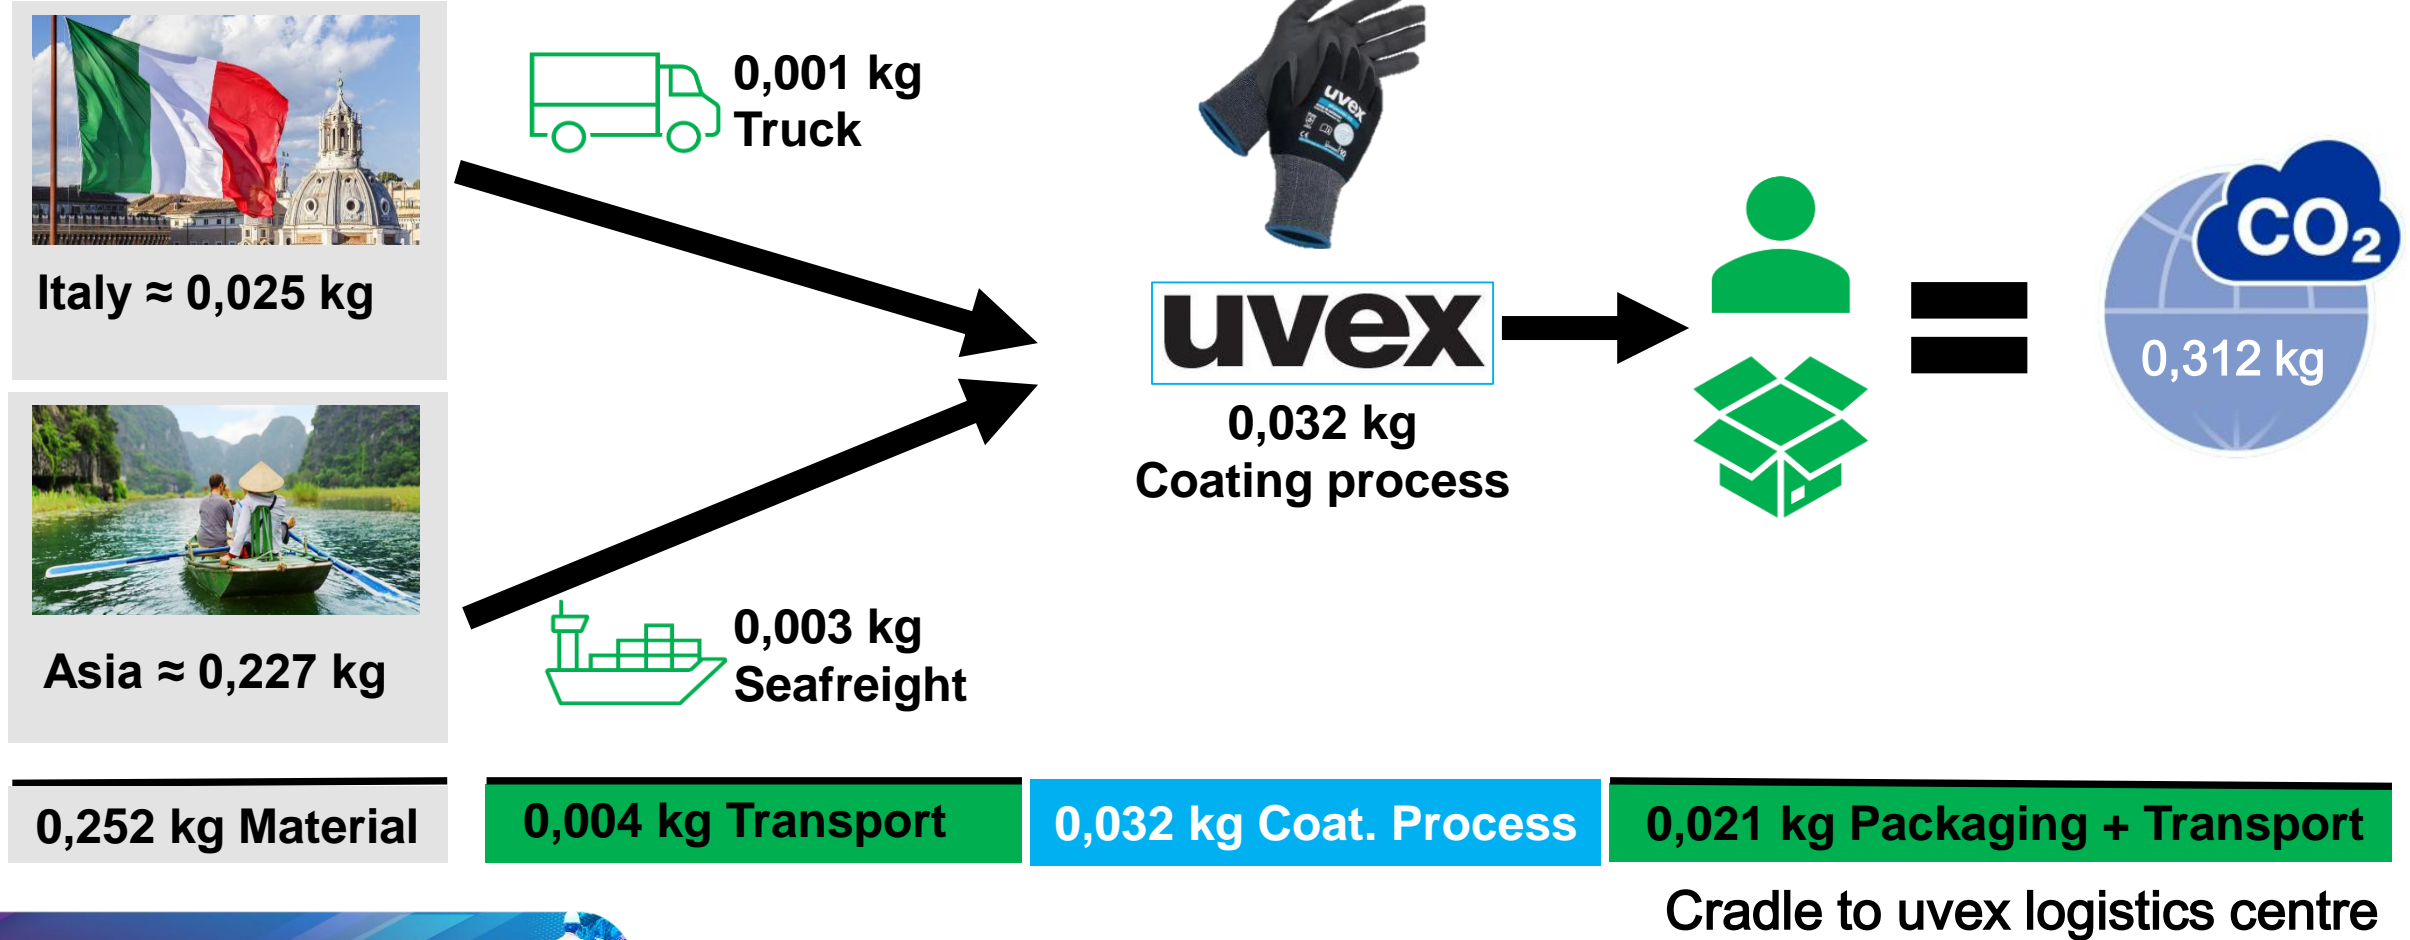 0,001 kg
Truck
Italy ≈ 0,025 kg
uvex
CO₂
0,312 kg
uvex
0,032 kg
Coating process
Asia ≈ 0,227 kg
0,003 kg
Seafreight
0,252 kg Material
0,004 kg Transport
0,032 kg Coat. Process
0,021 kg Packaging + Transport
Cradle to uvex logistics centre